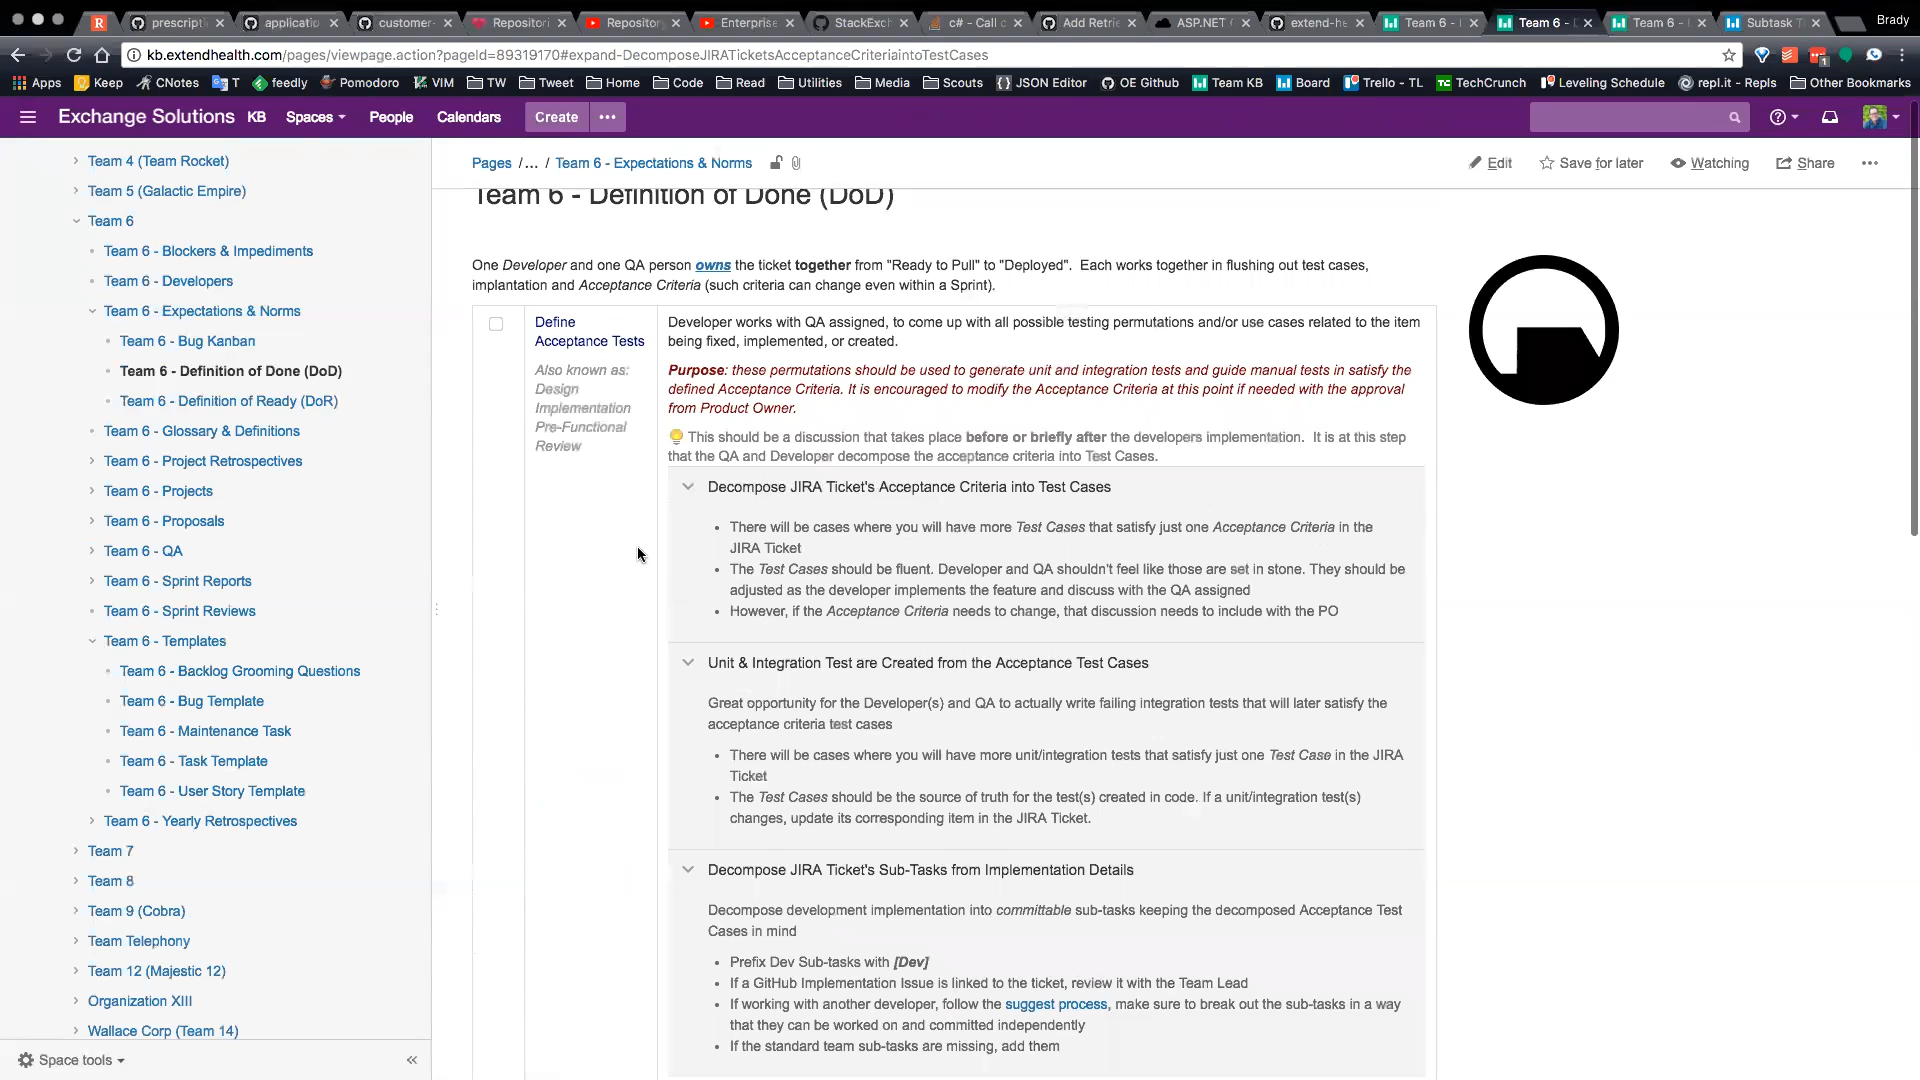 prescripti
applicatio
customer-
Repositori
Repository
Enterprise
StackExch
c# - Call c
Add Retrie
ASP.NET C
extend-he
Team 6 - 
Team 6 - D
Team 6 - 
Subtask T
Brady
kb.extendhealth.com/pages/viewpage.action?pageId=89319170#expand-DecomposeJIRATicketsAcceptanceCriteriaintoTestCases
1
Apps
Keep
CNotes
T
feedly
Pomodoro
VIM
TW
Tweet
Home
Code
Read
Utilities
Media
Scouts
JSON Editor
OE Github
Team KB
Board
Trello - TL
TechCrunch
Leveling Schedule
repl.it - Repls
Other Bookmarks
Exchange Solutions
KB
Spaces
People
Calendars
Create
•••
Team 4 (Team Rocket)
Team 5 (Galactic Empire)
Team 6
Team 6 - Blockers & Impediments
Team 6 - Developers
Team 6 - Expectations & Norms
Team 6 - Bug Kanban
Team 6 - Definition of Done (DoD)
Team 6 - Definition of Ready (DoR)
Team 6 - Glossary & Definitions
Team 6 - Project Retrospectives
Team 6 - Projects
Team 6 - Proposals
Team 6 - QA
Team 6 - Sprint Reports
Team 6 - Sprint Reviews
Team 6 - Templates
Team 6 - Backlog Grooming Questions
Team 6 - Bug Template
Team 6 - Maintenance Task
Team 6 - Task Template
Team 6 - User Story Template
Team 6 - Yearly Retrospectives
Team 7
Team 8
Team 9 (Cobra)
Team Telephony
Team 12 (Majestic 12)
Organization XIII
Wallace Corp (Team 14)
Space tools
Pages /... / Team 6 - Expectations & Norms
Edit
Save for later
Watching
Share
•••
Team 6 - Definition of Done (DoD)
One Developer and one QA person owns the ticket together from "Ready to Pull" to "Deployed". Each works together in flushing out test cases,
implantation and Acceptance Criteria (such criteria can change even within a Sprint).
Define
Acceptance Tests
Also known as:
Design
Implementation
Pre-Functional
Review
Developer works with QA assigned, to come up with all possible testing permutations and/or use cases related to the item
being fixed, implemented, or created.
Purpose: these permutations should be used to generate unit and integration tests and guide manual tests in satisfy the
defined Acceptance Criteria. It is encouraged to modify the Acceptance Criteria at this point if needed with the approval
from Product Owner.
This should be a discussion that takes place before or briefly after the developers implementation. It is at this step
that the QA and Developer decompose the acceptance criteria into Test Cases.
Decompose JIRA Ticket's Acceptance Criteria into Test Cases
• There will be cases where you will have more Test Cases that satisfy just one Acceptance Criteria in the
JIRA Ticket
• The Test Cases should be fluent. Developer and QA shouldn't feel like those are set in stone. They should be
adjusted as the developer implements the feature and discuss with the QA assigned
• However, if the Acceptance Criteria needs to change, that discussion needs to include with the PO
Unit & Integration Test are Created from the Acceptance Test Cases
Great opportunity for the Developer(s) and QA to actually write failing integration tests that will later satisfy the
acceptance criteria test cases
• There will be cases where you will have more unit/integration tests that satisfy just one Test Case in the JIRA
Ticket
• The Test Cases should be the source of truth for the test(s) created in code. If a unit/integration test(s)
changes, update its corresponding item in the JIRA Ticket.
Decompose JIRA Ticket's Sub-Tasks from Implementation Details
Decompose development implementation into committable sub-tasks keeping the decomposed Acceptance Test
Cases in mind
• Prefix Dev Sub-tasks with [Dev]
• If a GitHub Implementation Issue is linked to the ticket, review it with the Team Lead
• If working with another developer, follow the suggest process, make sure to break out the sub-tasks in a way
that they can be worked on and committed independently
• If the standard team sub-tasks are missing, add them